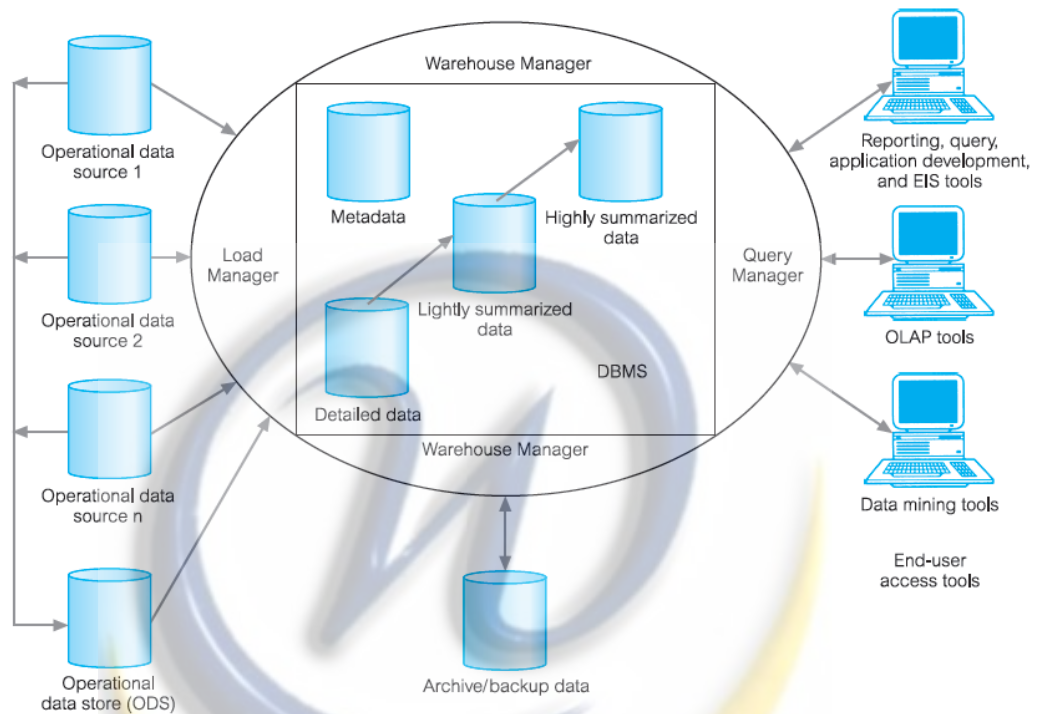 Warehouse Manager
Operational data
source 1
Operational data
source 2
Operational data
source n
Operational
data store (ODS)
Load
Manager
Metadata
Highly summarized
data
Lightly summarized
data
Detailed data
DBMS
Query
Manager
Warehouse Manager
Archive/backup data
Reporting, query,
application development,
and EIS tools
OLAP tools
Data mining tools
End-user
access tools